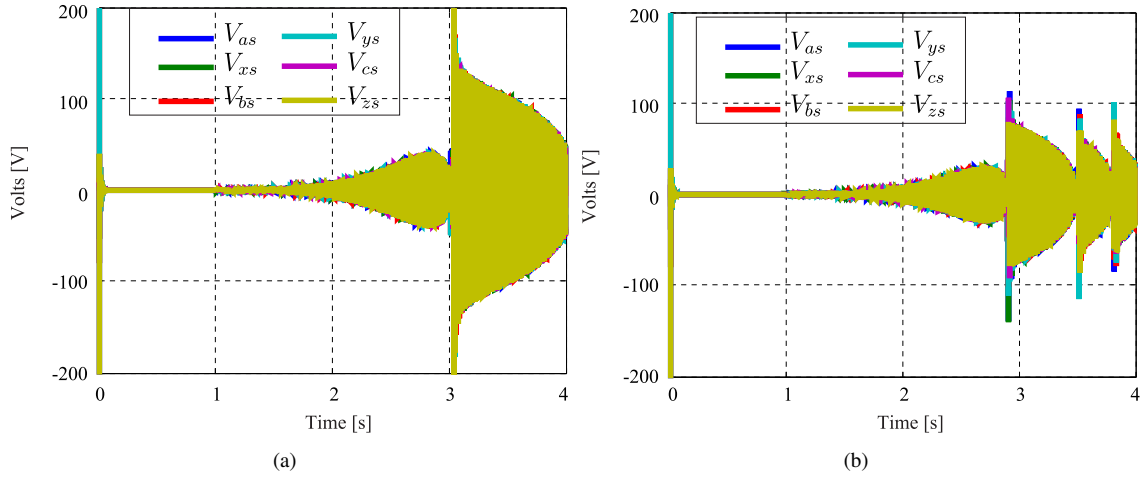 200
100
0
-100
-200
Volts [V]
V_as
V_xs
V_bs
V_ys
V_cs
V_zs
0 1 2 3 4
Time [s]
(a)
200
100
0
-100
-200
Volts [V]
V_as
V_xs
V_bs
V_ys
V_cs
V_zs
0 1 2 3 4
Time [s]
(b)